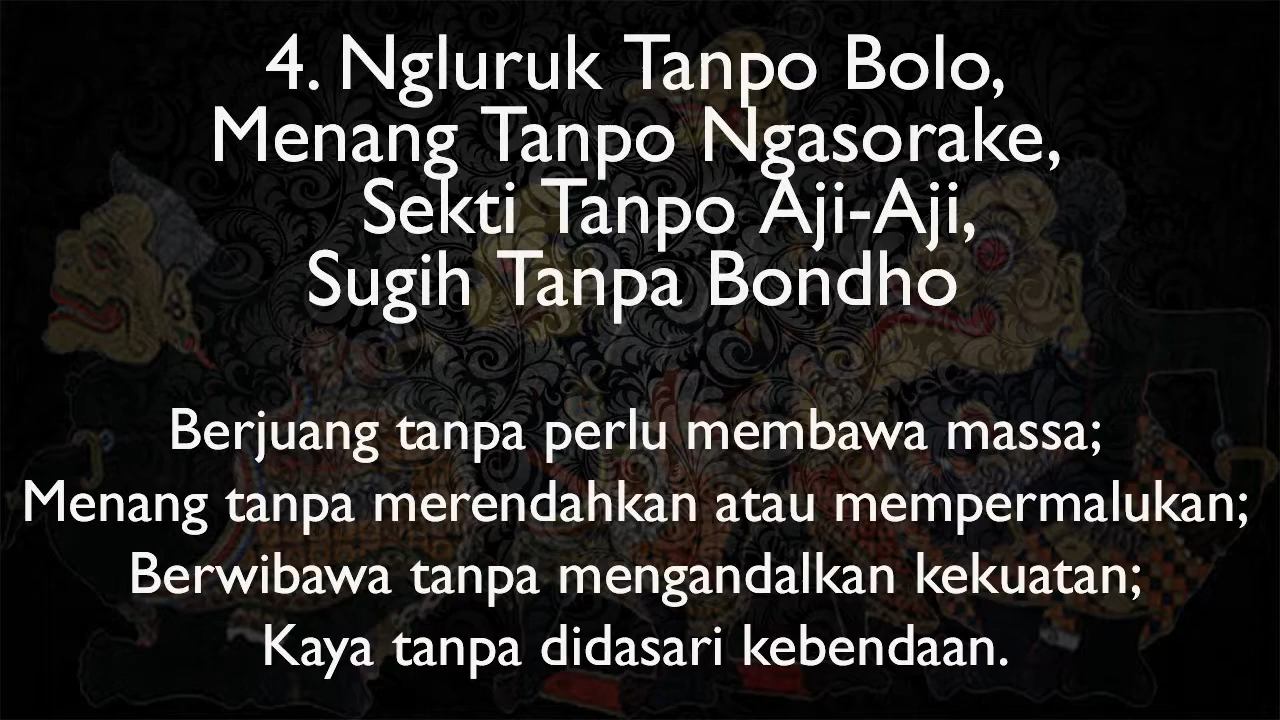 4. Ngluruk Tanpo Bolo,
Menang Tanpo Ngasorake,
Sekti Tanpo Aji-Aji,
Sugih Tanpa Bondho
Berjuang tanpa perlu membawa massa;
Menang tanpa merendahkan atau mempermalukan;
Berwibawa tanpa mengandalkan kekuatan;
Kaya tanpa didasari kebendaan.